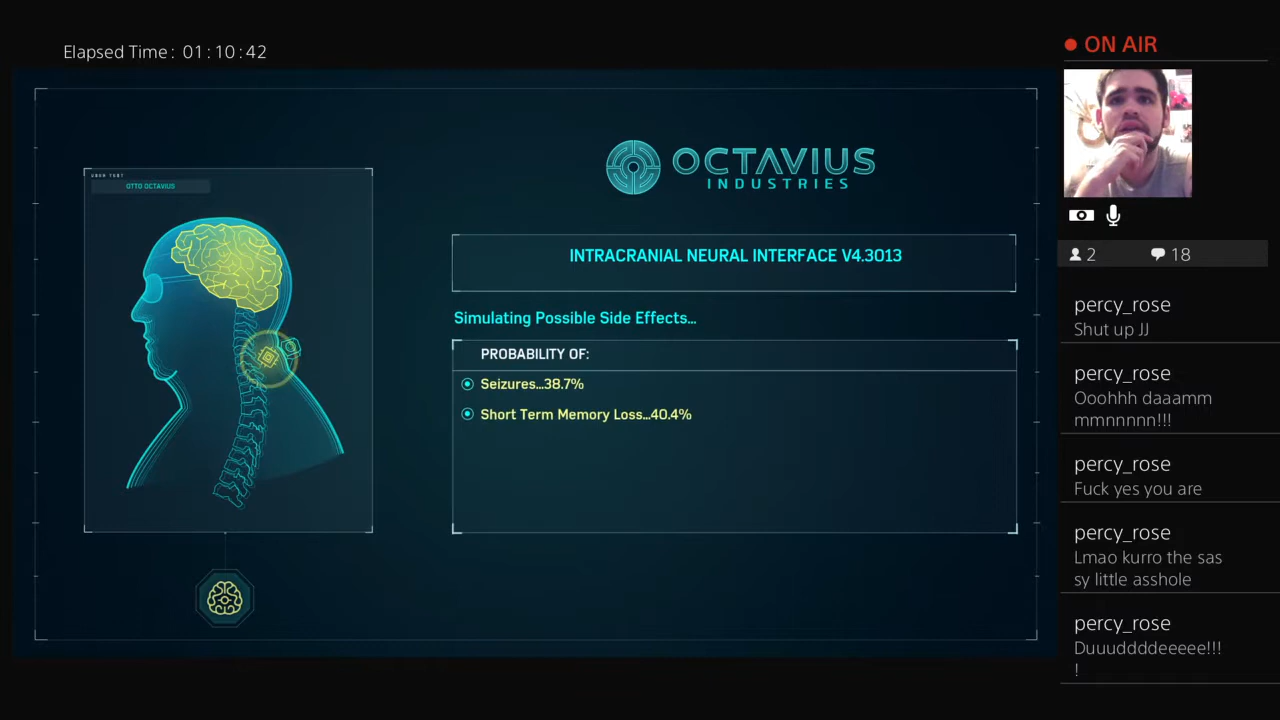 Elapsed Time: 01:10:42
ON AIR
OTTO OCTAVIUS
OCTAVIUS
INDUSTRIES
INTRACRANIAL NEURAL INTERFACE V4.3013
Simulating Possible Side Effects...
PROBABILITY OF:
Seizures...38.7%
Short Term Memory Loss...40.4%
2
18
percy_rose
Shut up JJ
percy_rose
Ooohhh daaamm
mmnnnnn!!!
percy_rose
Fuck yes you are
percy_rose
Lmao kurro the sas
sy little asshole
percy_rose
Duuuddddeeeee!!!
!